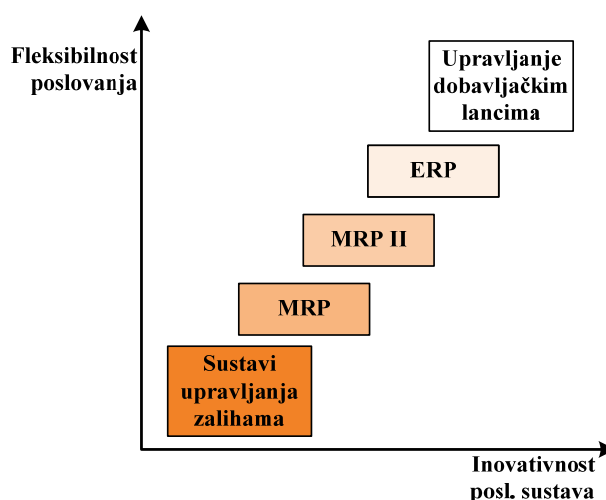 Fleksibilnost
poslovanja
Upravljanje
dobavljačkim
lancima
ERP
MRP II
MRP
Sustavi
upravljanja
zalihama
Inovativnost
posl. sustava